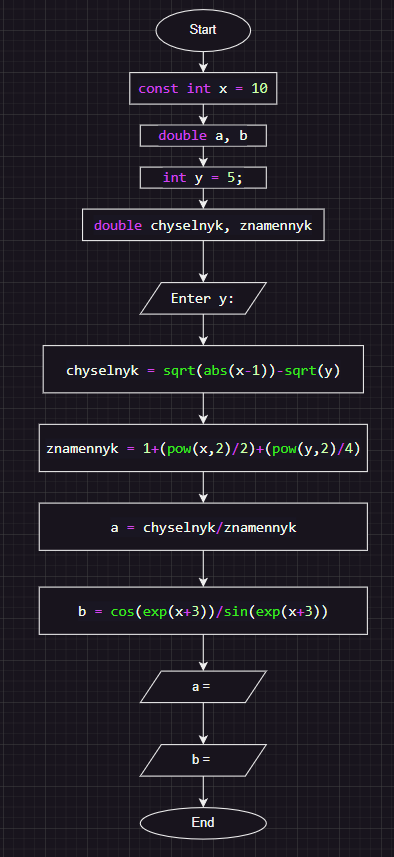 Start
const int x = 10
double a, b
int y = 5;
double chyselnyk, znamennyk
Enter y:
chyselnyk = sqrt(abs(x-1))-sqrt(y)
znamennyk = 1+(pow(x,2)/2)+(pow(y,2)/4)
a = chyselnyk/znamennyk
b = cos(exp(x+3))/sin(exp(x+3))
a =
b =
End